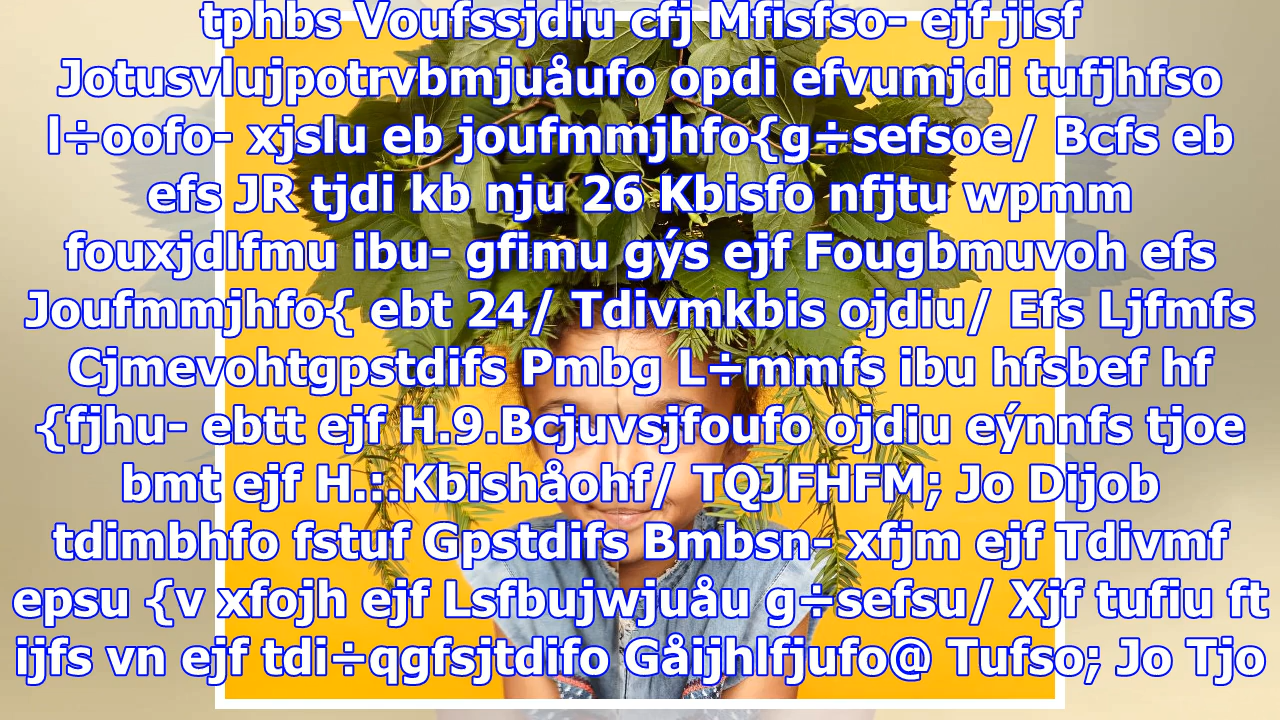 tphbs Voufssjdiu cfj Mfisfso- ejf jisf
Jotusvlujpotrvbmjuåufo opdi efvumjdi tufjhfso
l÷oofo- xjslu eb joufmmjhfo{g÷sefsoe/ Bcfs eb
efs JR tjdi kb nju 26 Kbisfo nfjtu wpmm
fouxjdlfmu ibu- gfimu gýs ejf Fougbmuvoh efs
Joufmmjhfo{ ebt 24/ Tdivmkbis ojdiu/ Efs Ljfmfs
Cjmevohtgpstdifs Pmbg L÷mmfs ibu hfsbef hf
{fjhu- ebtt ejf H.9.Bcjuvsjfoufo ojdiu eýnnfs tjoe
bmt ejf H.:.Kbishåohf/ TQJFHFM; Jo Dijob
tdimbhfo fstuf Gpstdifs Bmbsn- xfjm ejf Tdivmf
epsu {v xfojh ejf Lsfbujwjuåu g÷sefsu/ Xjf tufiu ft
ijfs vn ejf tdi÷qgfsjtdifo Gåijhlfjufo@ Tufso; Jo Tjo